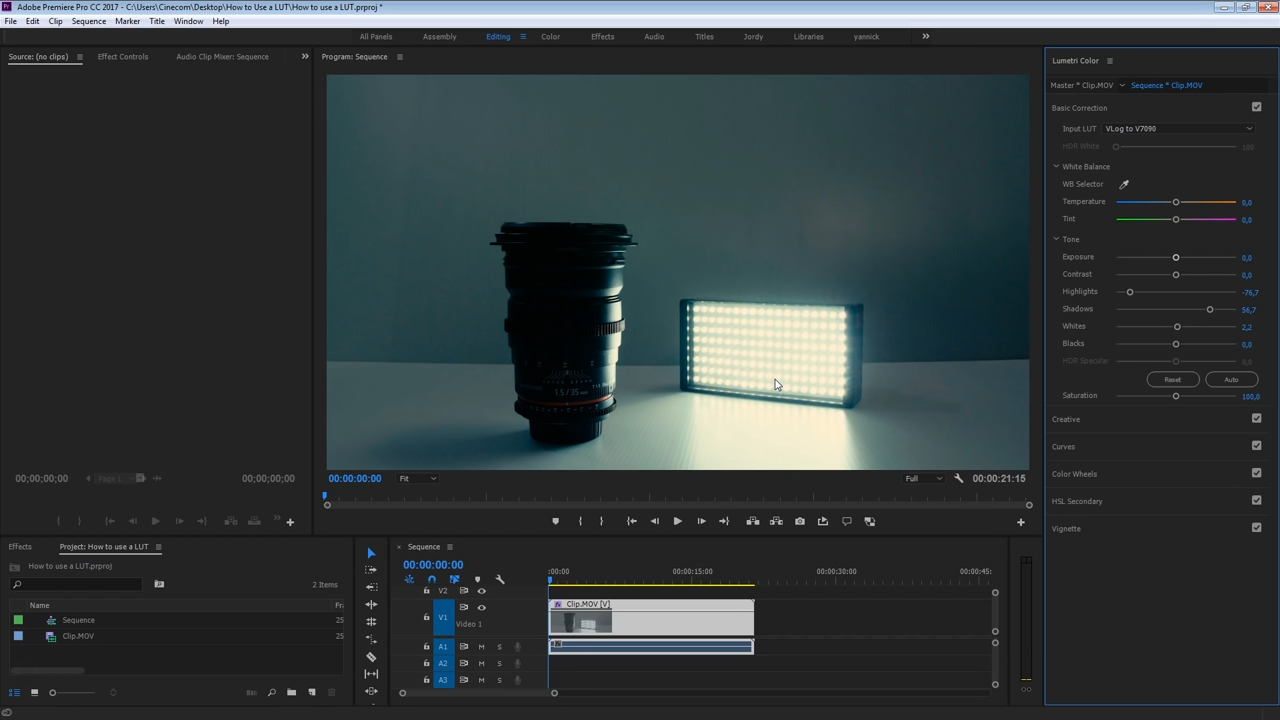 Adobe Premiere Pro CC 2017 - C:\Users\Cinecom\Desktop\How to Use a LUT\How to use a LUT.prproj *
File Edit Clip Sequence Marker Title Window Help
All Panels Assembly Editing Color Effects Audio Titles Jordy Libraries yannick
Source: (no clips) Effect Controls Audio Clip Mixer: Sequence
Program: Sequence
Lumetri Color
Master * Clip.MOV Sequence * Clip.MOV
Basic Correction
Input LUT VLog to V7090
HDR White 100
White Balance
WB Selector
Temperature 0,0
Tint 0,0
Tone
Exposure 0,0
Contrast 0,0
Highlights -76,7
Shadows 56,7
Whites 2,2
Blacks 0,0
HDR Specular 0,0
Reset Auto
Saturation 100,0
Creative
Curves
Color Wheels
HSL Secondary
Vignette
1.5 / 35
00;00;00;00 Page 1 00;00;00;00
00:00:00:00 Fit Full 00:00:21:15
Effects Project: How to use a LUT
How to use a LUT.prproj
2 Items
Name Fr
Sequence 25
Clip.MOV 25
Sequence
00:00:00:00
:00:00 00:00:15:00 00:00:30:00 00:00:45:
V2
Clip.MOV [V]
V1
Video 1
A1 M S
A2 M S
A3 M S